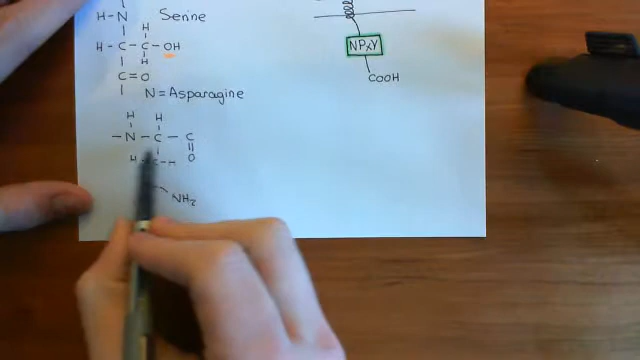 H-N Serine
H
H - C - C - OH
H
C=O
N = Asparagine
H H
- N - C - C
H C - H O
NH2
NPxY
COOH